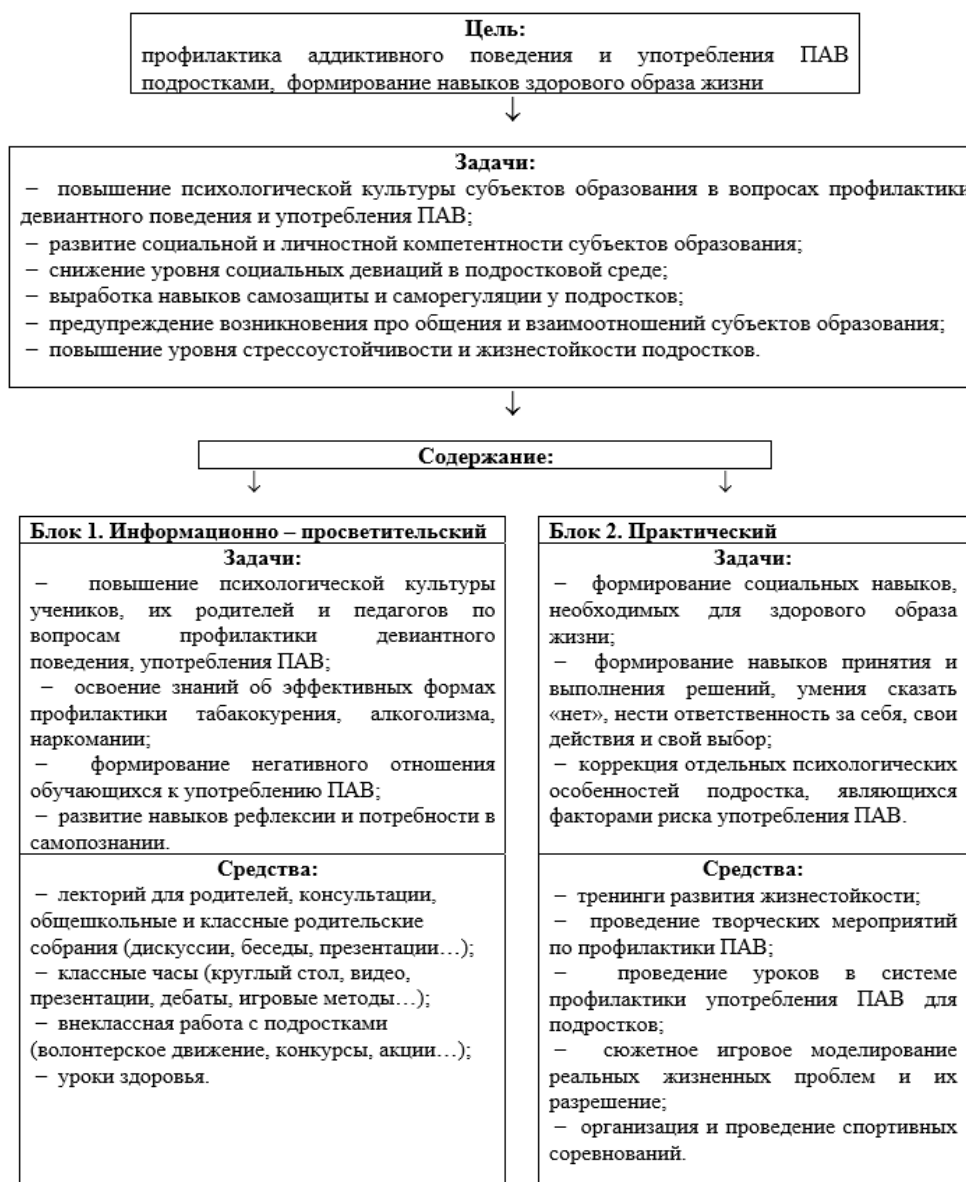 Цель:
профилактика аддиктивного поведения и употребления ПАВ
подростками, формирование навыков здорового образа жизни
Задачи:
– повышение психологической культуры субъектов образования в вопросах профилактики
девиантного поведения и употребления ПАВ;
– развитие социальной и личностной компетентности субъектов образования;
– снижение уровня социальных девиаций в подростковой среде;
– выработка навыков самозащиты и саморегуляции у подростков;
– предупреждение возникновения про общения и взаимоотношений субъектов образования;
– повышение уровня стрессоустойчивости и жизнестойкости подростков.
Содержание:
Блок 1. Информационно – просветительский
Задачи:
– повышение психологической культуры
учеников, их родителей и педагогов по
вопросам профилактики девиантного
поведения, употребления ПАВ;
– освоение знаний об эффективных формах
профилактики табакокурения, алкоголизма,
наркомании;
– формирование негативного отношения
обучающихся к употреблению ПАВ;
– развитие навыков рефлексии и потребности в
самопознании.
Средства:
– лекторий для родителей, консультации,
общешкольные и классные родительские
собрания (дискуссии, беседы, презентации…);
– классные часы (круглый стол, видео,
презентации, дебаты, игровые методы…);
– внеклассная работа с подростками
(волонтерское движение, конкурсы, акции…);
– уроки здоровья.
Блок 2. Практический
Задачи:
– формирование социальных навыков,
необходимых для здорового образа
жизни;
– формирование навыков принятия и
выполнения решений, умения сказать
«нет», нести ответственность за себя, свои
действия и свой выбор;
– коррекция отдельных психологических
особенностей подростка, являющихся
факторами риска употребления ПАВ.
Средства:
– тренинги развития жизнестойкости;
– проведение творческих мероприятий
по профилактики ПАВ;
– проведение уроков в системе
профилактики употребления ПАВ для
подростков;
– сюжетное игровое моделирование
реальных жизненных проблем и их
разрешение;
– организация и проведение спортивных
соревнований.